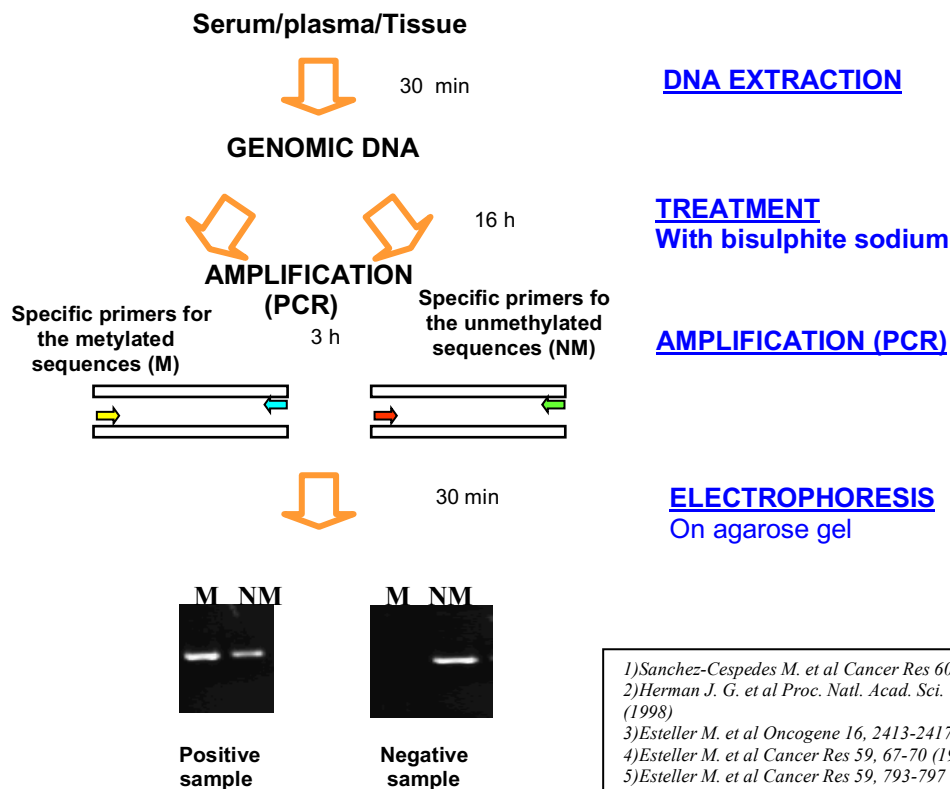 Serum/plasma/Tissue
30 min
DNA EXTRACTION
GENOMIC DNA
16 h
TREATMENT
With bisulphite sodium
AMPLIFICATION
(PCR)
Specific primers for
the metylated
sequences (M)
3 h
Specific primers fo
the unmethylated
sequences (NM)
AMPLIFICATION (PCR)
30 min
ELECTROPHORESIS
On agarose gel
M NM
M NM
Positive
sample
Negative
sample
1)Sanchez-Cespedes M. et al Cancer Res 60
2)Herman J. G. et al Proc. Natl. Acad. Sci.
(1998)
3)Esteller M. et al Oncogene 16, 2413-2417
4)Esteller M. et al Cancer Res 59, 67-70 (19
5)Esteller M. et al Cancer Res 59, 793-797